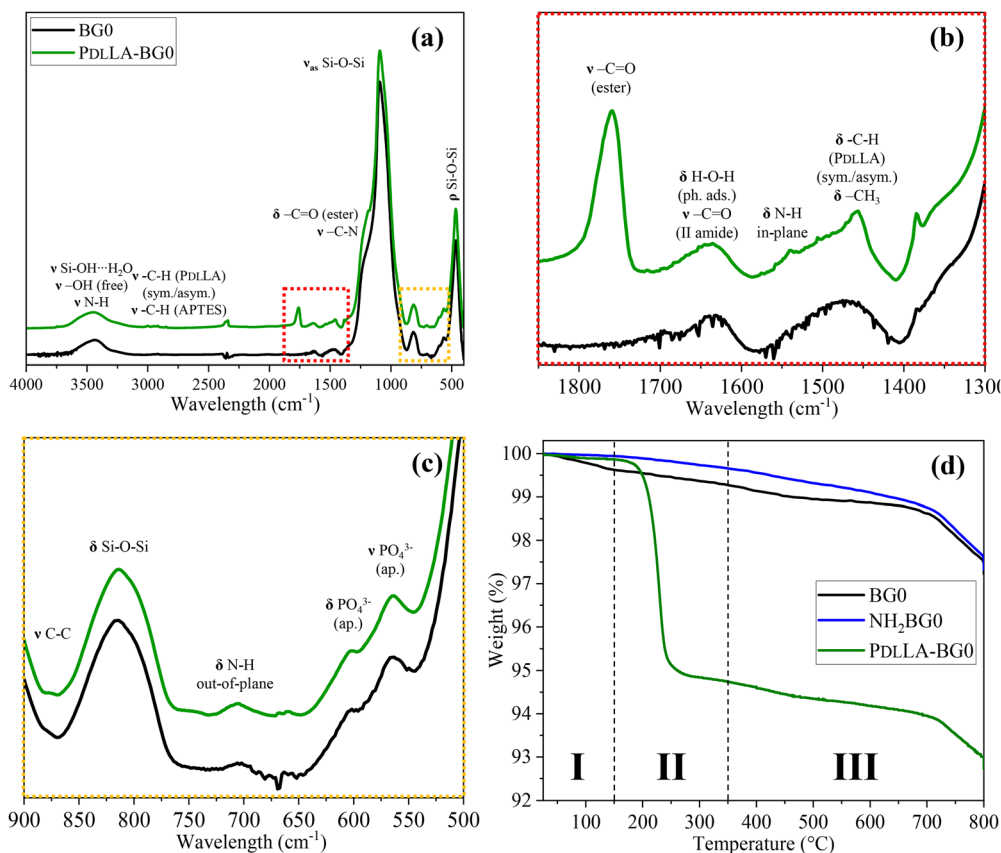 BG0
PDLLA-BG0
(a)
νas Si-O-Si
ρ Si-O-Si
δ –C=O (ester)
ν –C-N
ν Si-OH···H2O
ν –OH (free)
ν N-H
ν -C-H (PDLLA)
(sym./asym.)
ν -C-H (APTES)
4000 3500 3000 2500 2000 1500 1000 500
Wavelength (cm-1)
(b)
ν –C=O
(ester)
δ H-O-H
(ph. ads.)
ν –C=O
(II amide)
δ N-H
in-plane
δ -C-H
(PDLLA)
(sym./asym.)
δ –CH3
1800 1700 1600 1500 1400 1300
Wavelength (cm-1)
(c)
ν C-C
δ Si-O-Si
δ N-H
out-of-plane
δ PO43-
(ap.)
ν PO43-
(ap.)
900 850 800 750 700 650 600 550 500
Wavelength (cm-1)
(d)
Weight (%)
100
99
98
97
96
95
94
93
92
BG0
NH2BG0
PDLLA-BG0
I II III
100 200 300 400 500 600 700 800
Temperature (°C)